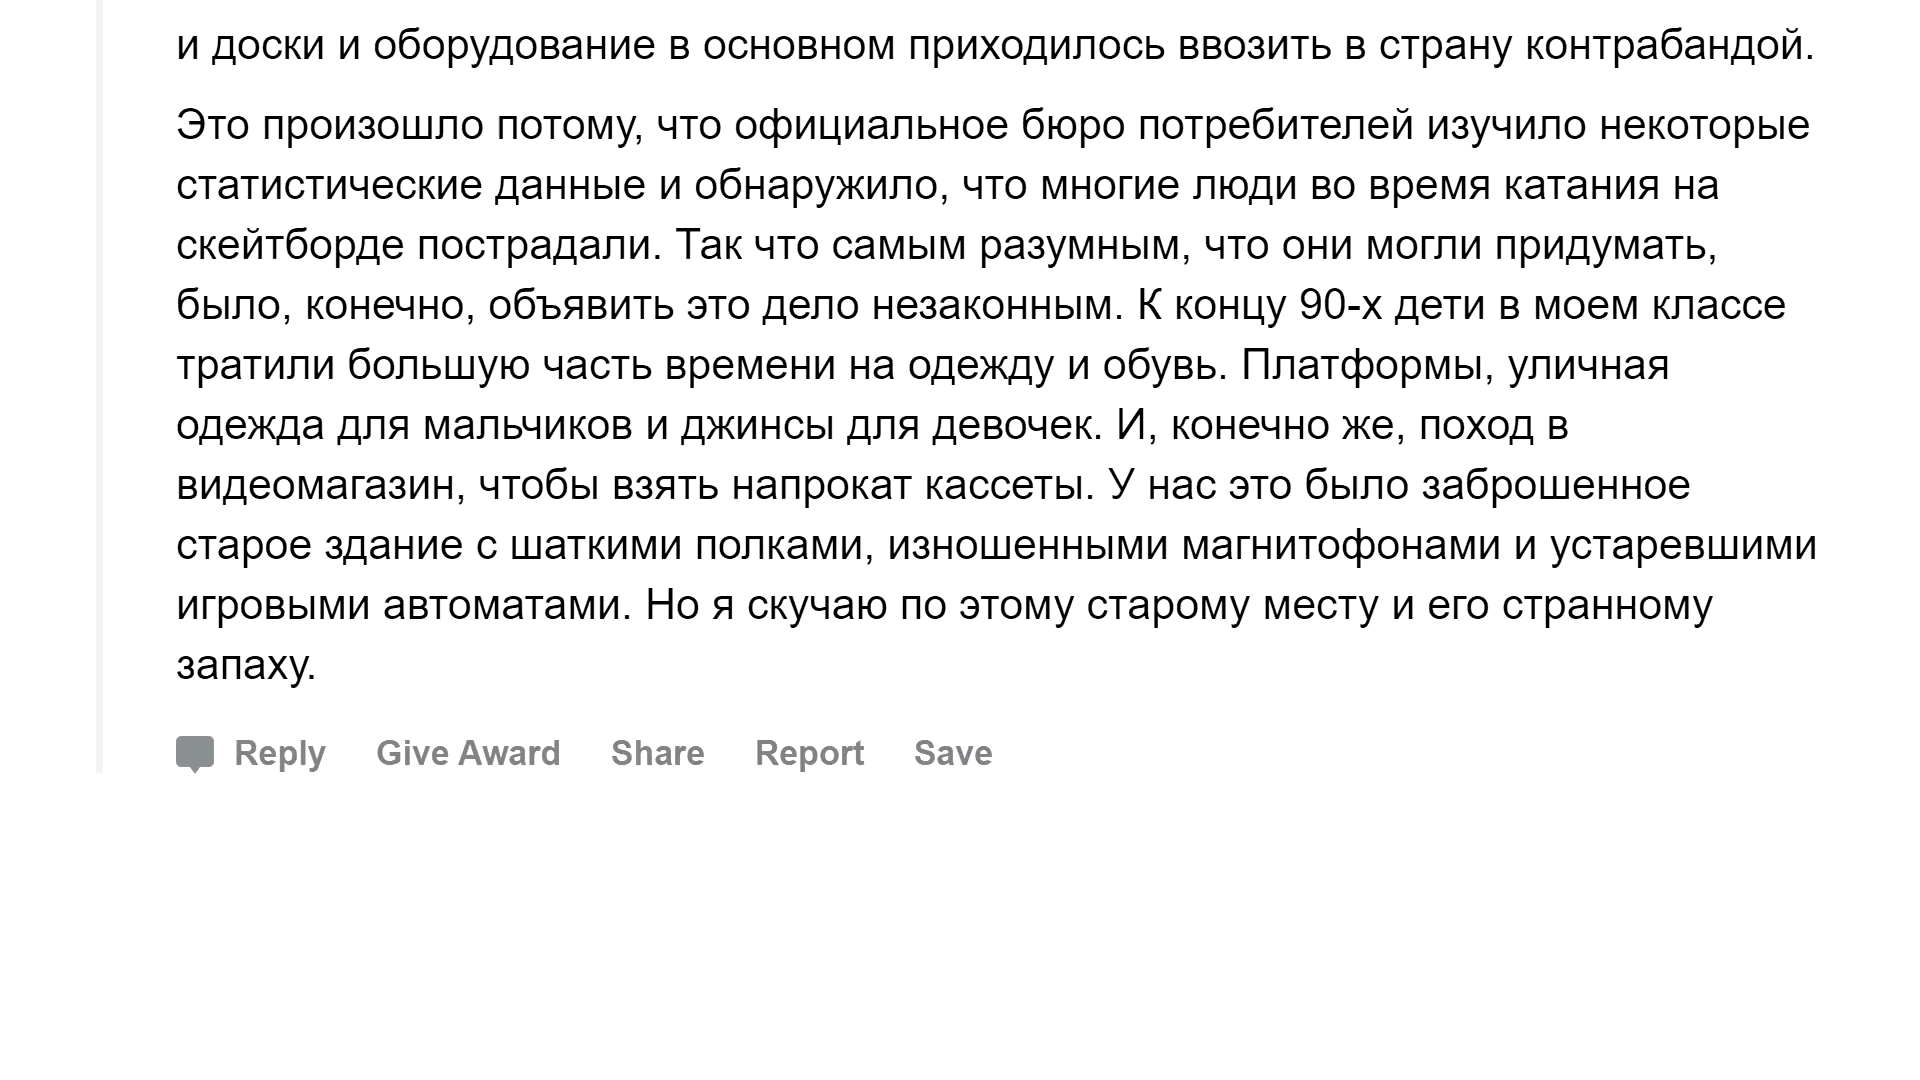 и доски и оборудование в основном приходилось ввозить в страну контрабандой.
Это произошло потому, что официальное бюро потребителей изучило некоторые
статистические данные и обнаружило, что многие люди во время катания на
скейтборде пострадали. Так что самым разумным, что они могли придумать,
было, конечно, объявить это дело незаконным. К концу 90-х дети в моем классе
тратили большую часть времени на одежду и обувь. Платформы, уличная
одежда для мальчиков и джинсы для девочек. И, конечно же, поход в
видеомагазин, чтобы взять напрокат кассеты. У нас это было заброшенное
старое здание с шаткими полками, изношенными магнитофонами и устаревшими
игровыми автоматами. Но я скучаю по этому старому месту и его странному
запаху.
Reply Give Award Share Report Save